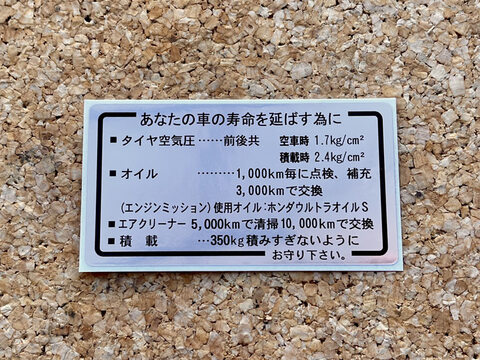 あなたの車の寿命を延ばす為に
■ タイヤ空気圧 ……前後共 空車時 1.7kg/cm²
積載時 2.4kg/cm²
■ オイル ………1,000km毎に点検、補充
3,000kmで交換
(エンジンミッション)使用オイル:ホンダウルトラオイルS
■ エアクリーナー 5,000kmで清掃10,000kmで交換
■ 積 載 …350kg積みすぎないように
お守り下さい。